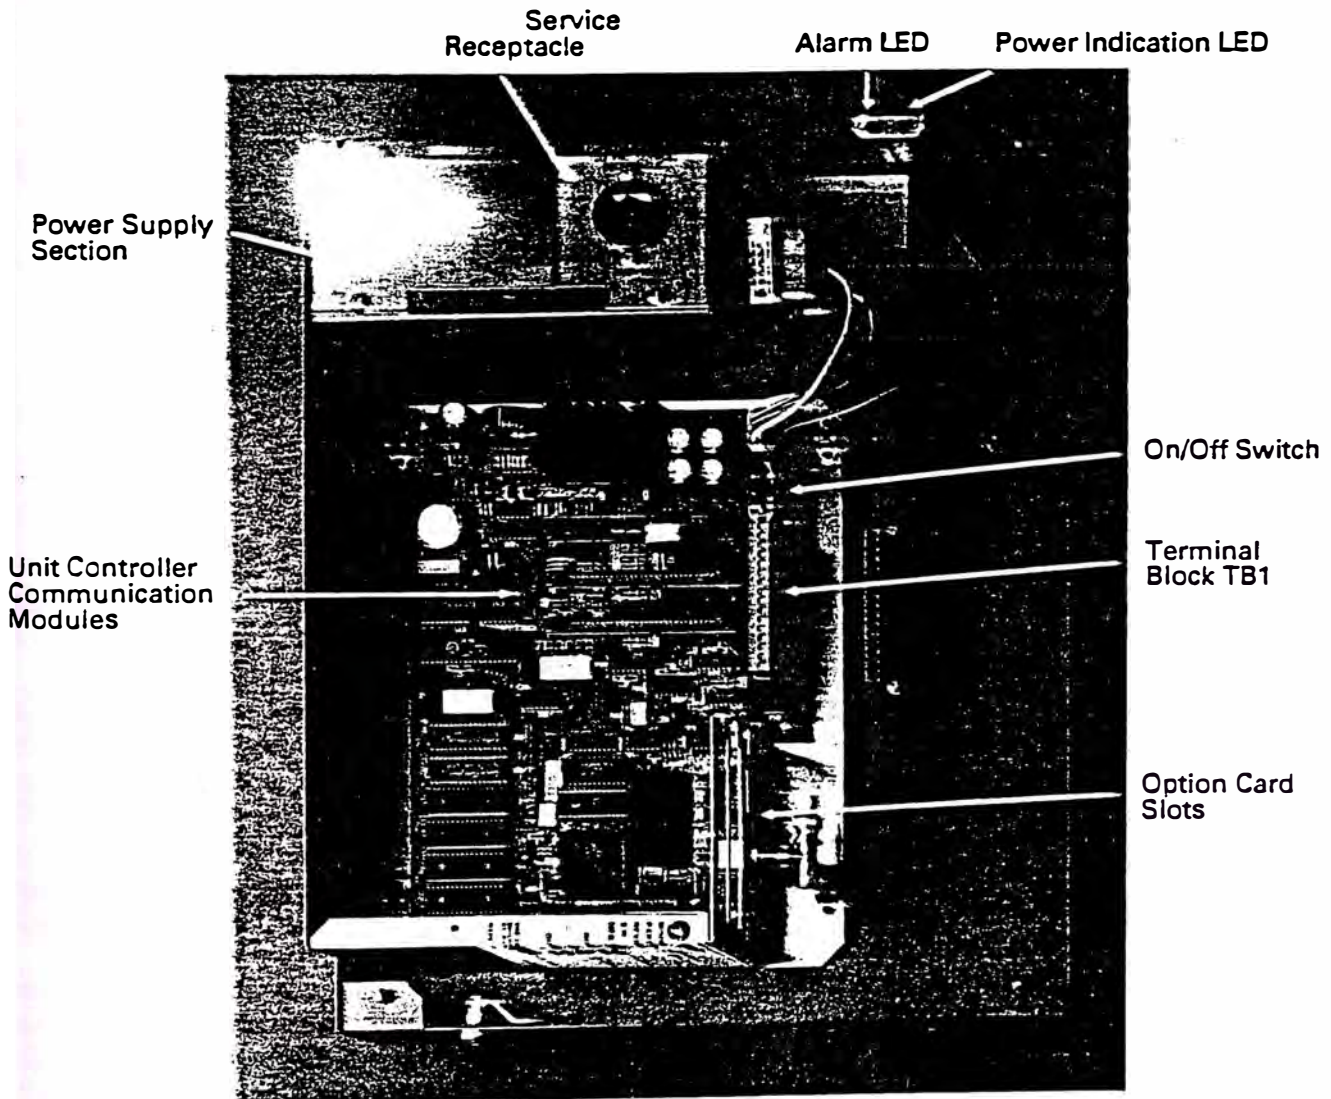 Service
Receptacle
Alarm LED
Power Indication LED
Power Supply
Section
On/Off Switch
Terminal
Block TB1
Unit Controller
Communication
Modules
Option Card
Slots